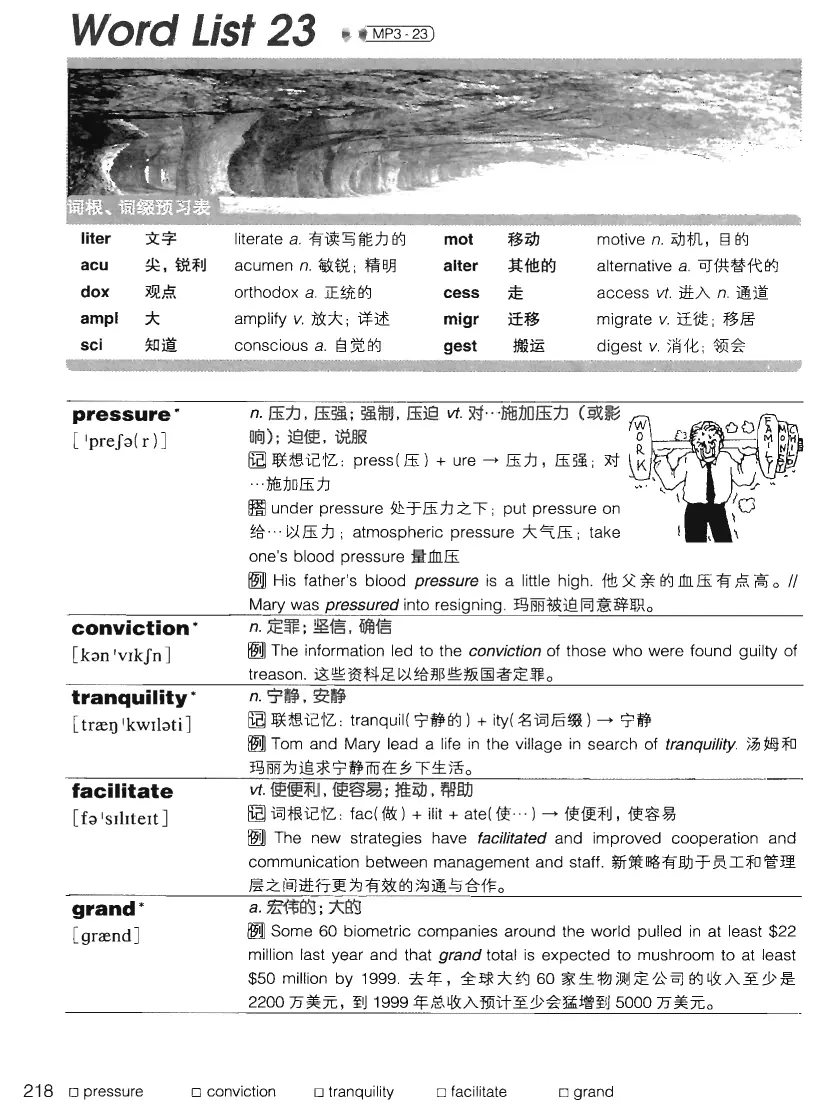 Word List 23 MP3-23
词根、词缀预习表
liter 文字 literate a. 有读写能力的 mot 移动 motive n. 动机，目的
acu 尖，锐利 acumen n. 敏锐；精明 alter 其他的 alternative a. 可供替代的
dox 观点 orthodox a. 正统的 cess 走 access vt. 进入 n. 通道
ampl 大 amplify v. 放大；详述 migr 迁移 migrate v. 迁徙；移居
sci 知道 conscious a. 自觉的 gest 搬运 digest v. 消化；领会
pressure* n. 压力，压强；强制，压迫 vt. 对…施加压力（或影
[ˈpreʃə(r)] 响)；迫使，说服
记 联想记忆：press(压) + ure → 压力，压强；对
…施加压力
搭 under pressure 处于压力之下；put pressure on
给…以压力；atmospheric pressure 大气压；take
one's blood pressure 量血压
例 His father's blood pressure is a little high. 他父亲的血压有点高。//
Mary was pressured into resigning. 玛丽被迫同意辞职。
WORK
FAMILY
MONEY
CHILD
conviction* n. 定罪；坚信，确信
[kənˈvɪkʃn] 例 The information led to the conviction of those who were found guilty of
treason. 这些资料足以给那些叛国者定罪。
tranquility* n. 宁静，安静
[træŋˈkwɪləti] 记 联想记忆：tranquil(宁静的) + ity(名词后缀) → 宁静
例 Tom and Mary lead a life in the village in search of tranquility. 汤姆和
玛丽为追求宁静而在乡下生活。
facilitate vt. 使便利，使容易；推动，帮助
[fəˈsɪlɪteɪt] 记 词根记忆：fac(做) + ilit + ate(使…) → 使便利，使容易
例 The new strategies have facilitated and improved cooperation and
communication between management and staff. 新策略有助于员工和管理
层之间进行更为有效的沟通与合作。
grand* a. 宏伟的；大的
[grænd] 例 Some 60 biometric companies around the world pulled in at least $22
million last year and that grand total is expected to mushroom to at least
$50 million by 1999. 去年，全球大约 60 家生物测定公司的收入至少是
2200 万美元，到 1999 年总收入预计至少会猛增到 5000 万美元。
218 □ pressure □ conviction □ tranquility □ facilitate □ grand